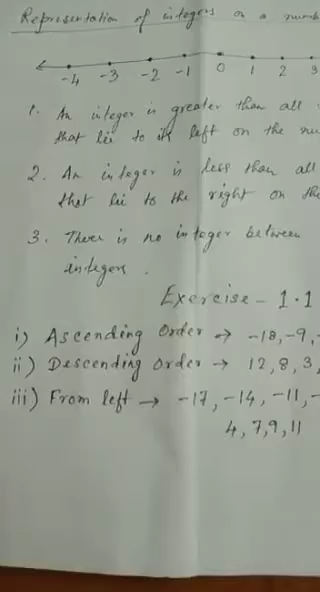 Representation of integers on a numb
-4 -3 -2 -1 0 1 2 3
1. An integer is greater than all
that lie to its left on the nu
2. An integer is less than all
that lie to the right on the
3. There is no integer between
integers.
Exercise - 1.1
i) Ascending Order → -18, -9, -
ii) Descending Order → 12, 8, 3,
iii) From left → -17, -14, -11, -
4, 7, 9, 11